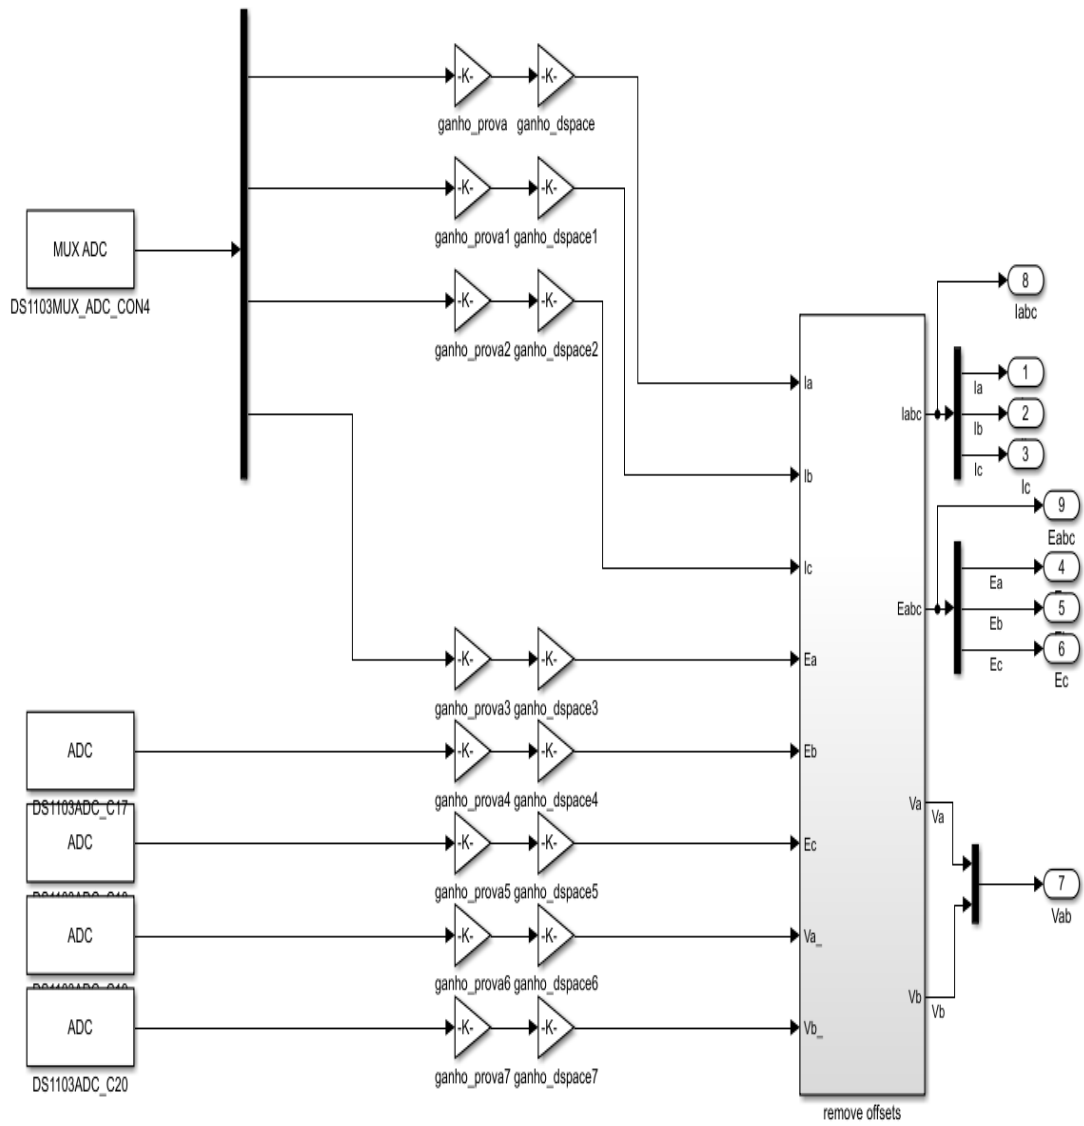 -K- -K-
ganho_prova ganho_dspace
-K- -K-
ganho_prova1 ganho_dspace1
MUX ADC
DS1103MUX_ADC_CON4
-K- -K-
ganho_prova2 ganho_dspace2
8
Iabc
Ia
Iabc
1
Ia
2
Ib
3
Ic
Ic
Ib
9
Eabc
Ic
Eabc
4
Ea
5
Eb
6
Ec
Ec
-K- -K-
Ea
ganho_prova3 ganho_dspace3
ADC
DS1103ADC_C17
-K- -K-
Eb
ganho_prova4 ganho_dspace4
Va
Va
ADC
-K- -K-
Ec
ganho_prova5 ganho_dspace5
7
Vab
ADC
-K- -K-
Va_
ganho_prova6 ganho_dspace6
Vb
Vb
ADC
DS1103ADC_C20
-K- -K-
Vb_
ganho_prova7 ganho_dspace7
remove offsets